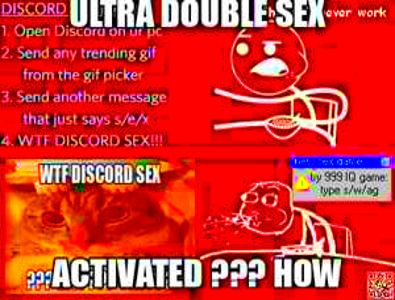 ULTRA DOUBLE SEX
DISCORD
ever work
1. Open Discord on ur pc
2. Send any trending gif
from the gif picker
3. Send another message
that just says s/e/x
4. WTF DISCORD SEX!!!
WTF DISCORD SEX
by 999 IQ game:
type s/w/ag
???ACTIVATED ??? HOW